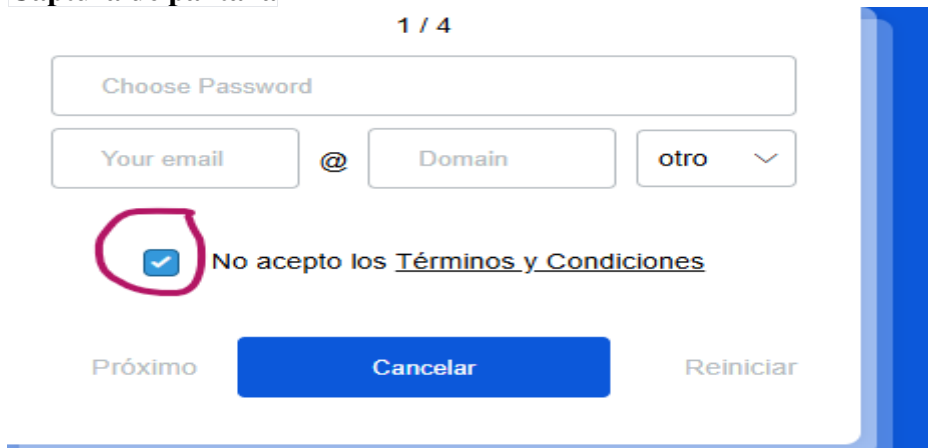 1 / 4
Choose Password
Your email @ Domain otro
No acepto los Términos y Condiciones
Próximo Cancelar Reiniciar